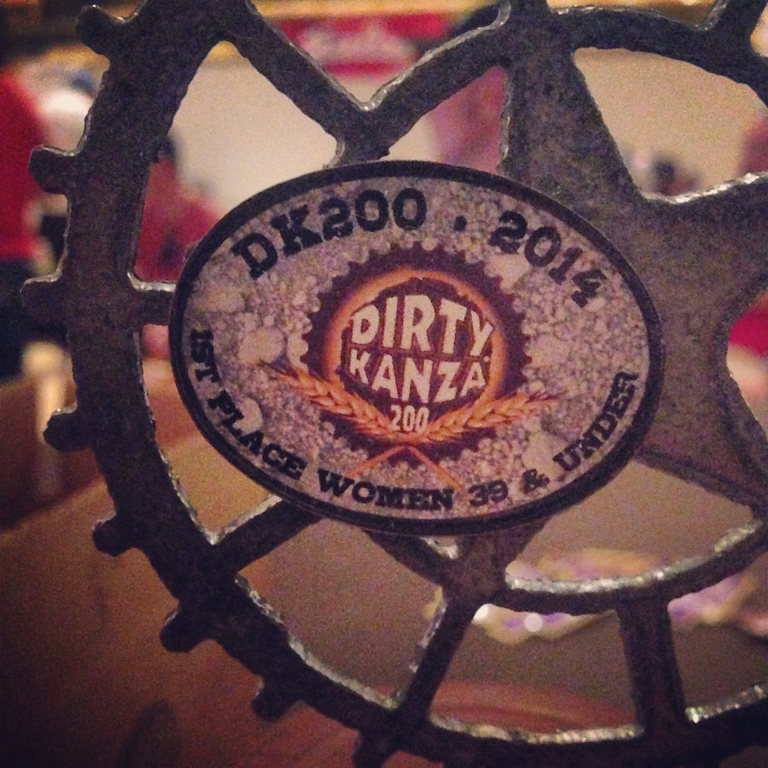 DK200 · 2014
DIRTY
KANZA
200
1ST PLACE WOMEN 39 & UNDER